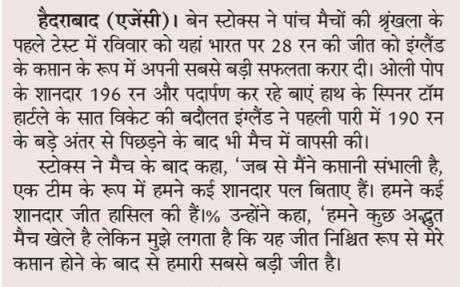 हैदराबाद (एजेंसी)। बेन स्टोक्स ने पांच मैचों की श्रृंखला के
पहले टेस्ट में रविवार को यहां भारत पर 28 रन की जीत को इंग्लैंड
के कप्तान के रूप में अपनी सबसे बड़ी सफलता करार दी। ओली पोप
के शानदार 196 रन और पदार्पण कर रहे बाएं हाथ के स्पिनर टॉम
हार्टले के सात विकेट की बदौलत इंग्लैंड ने पहली पारी में 190 रन
के बड़े अंतर से पिछड़ने के बाद भी मैच में वापसी की।
स्टोक्स ने मैच के बाद कहा, ‘जब से मैंने कप्तानी संभाली है,
एक टीम के रूप में हमने कई शानदार पल बिताए हैं। हमने कई
शानदार जीत हासिल की हैं।% उन्होंने कहा, ‘हमने कुछ अद्भुत
मैच खेले है लेकिन मुझे लगता है कि यह जीत निश्चित रूप से मेरे
कप्तान होने के बाद से हमारी सबसे बड़ी जीत है।